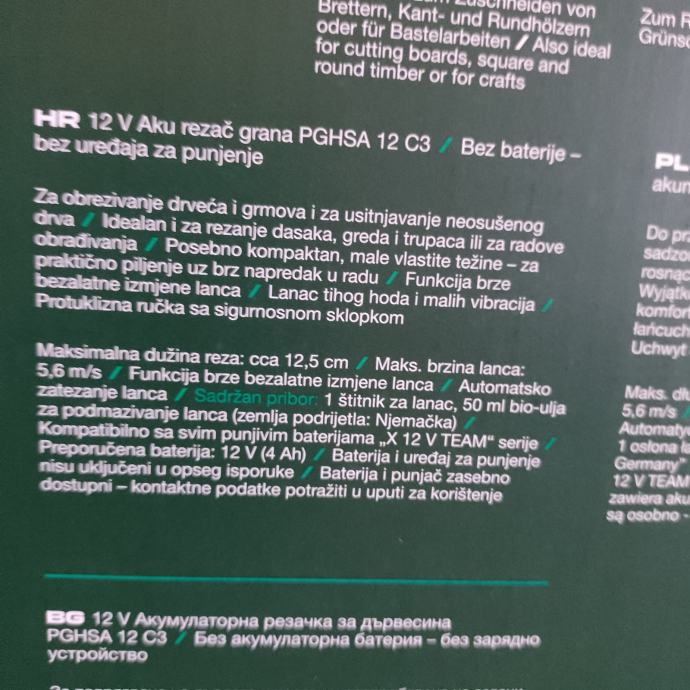 Zuschneiden von
Brettern, Kant- und Rundhölzern
oder für Bastelarbeiten / Also ideal
for cutting boards, square and
round timber or for crafts
Zum
Grünsc
HR 12 V Aku rezač grana PGHSA 12 C3 / Bez baterije –
bez uređaja za punjenje
Za obrezivanje drveća i grmova i za usitnjavanje neosušenog
drva / Idealan i za rezanje dasaka, greda i trupaca ili za radove
obrađivanja / Posebno kompaktan, male vlastite težine – za
praktično piljenje uz brz napredak u radu / Funkcija brze
bezalatne izmjene lanca / Lanac tihog hoda i malih vibracija /
Protuklizna ručka sa sigurnosnom sklopkom
Maksimalna dužina reza: cca 12,5 cm / Maks. brzina lanca:
5,6 m/s / Funkcija brze bezalatne izmjene lanca / Automatsko
zatezanje lanca / Sadržan pribor: 1 štitnik za lanac, 50 ml bio-ulja
za podmazivanje lanca (zemlja podrijetla: Njemačka) /
Kompatibilno sa svim punjivim baterijama „X 12 V TEAM“ serije /
Preporučena baterija: 12 V (4 Ah) / Baterija i uređaj za punjenje
nisu uključeni u opseg isporuke / Baterija i punjač zasebno
dostupni – kontaktne podatke potražiti u uputi za korištenje
BG 12 V Акумулаторна резачка за дървесина
PGHSA 12 C3 / Без акумулаторна батерия – без зарядно
устройство
PL
akum
Do prz
sadzo
rosnąc
Wyjątk
komfort
łańcuch
Uchwyt
Maks. dłu
5,6 m/s /
Automatyc
1 osłona ła
Germany"
12 V TEAM
zawiera aku
są osobno -